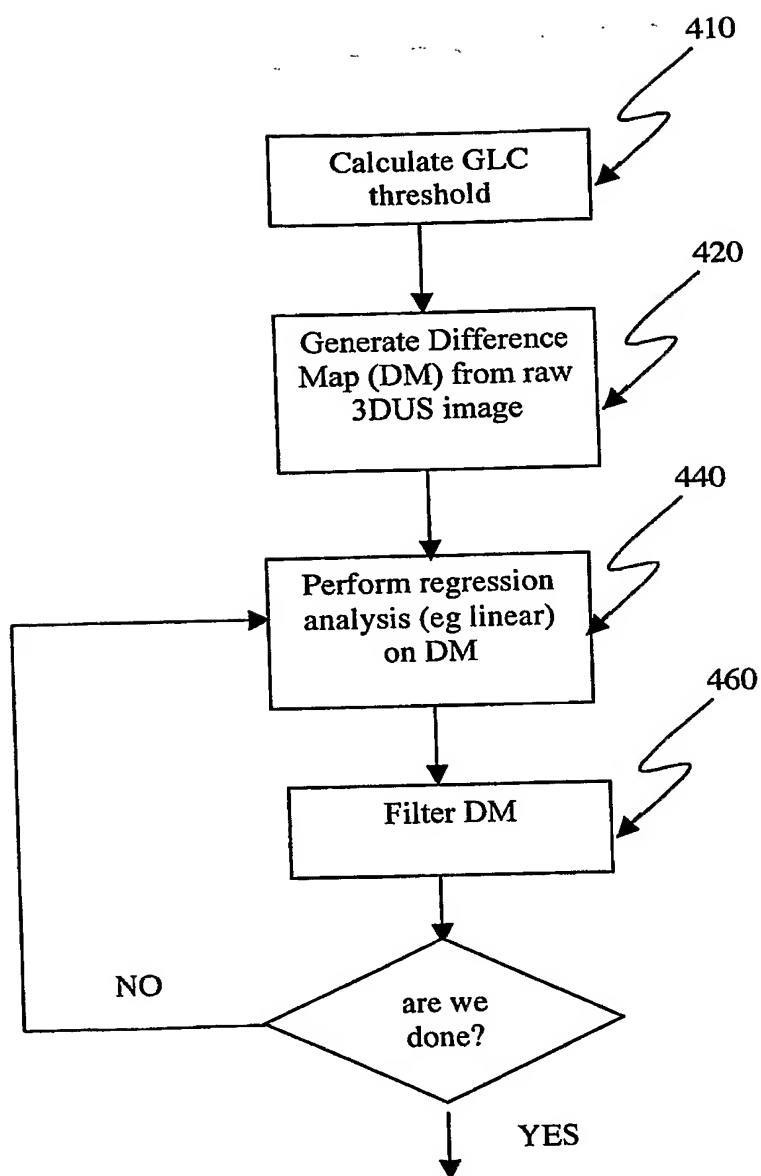 410
Calculate GLC
threshold
420
Generate Difference
Map (DM) from raw
3DUS image
440
Perform regression
analysis (eg linear)
on DM
460
Filter DM
NO
are we
done?
YES